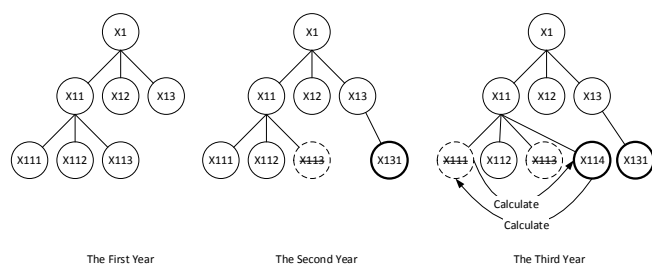 X1
X11 X12 X13
X111 X112 X113
The First Year
X1
X11 X12 X13
X111 X112 X113 X131
The Second Year
X1
X11 X12 X13
X111 X112 X113 X114 X131
Calculate
Calculate
The Third Year